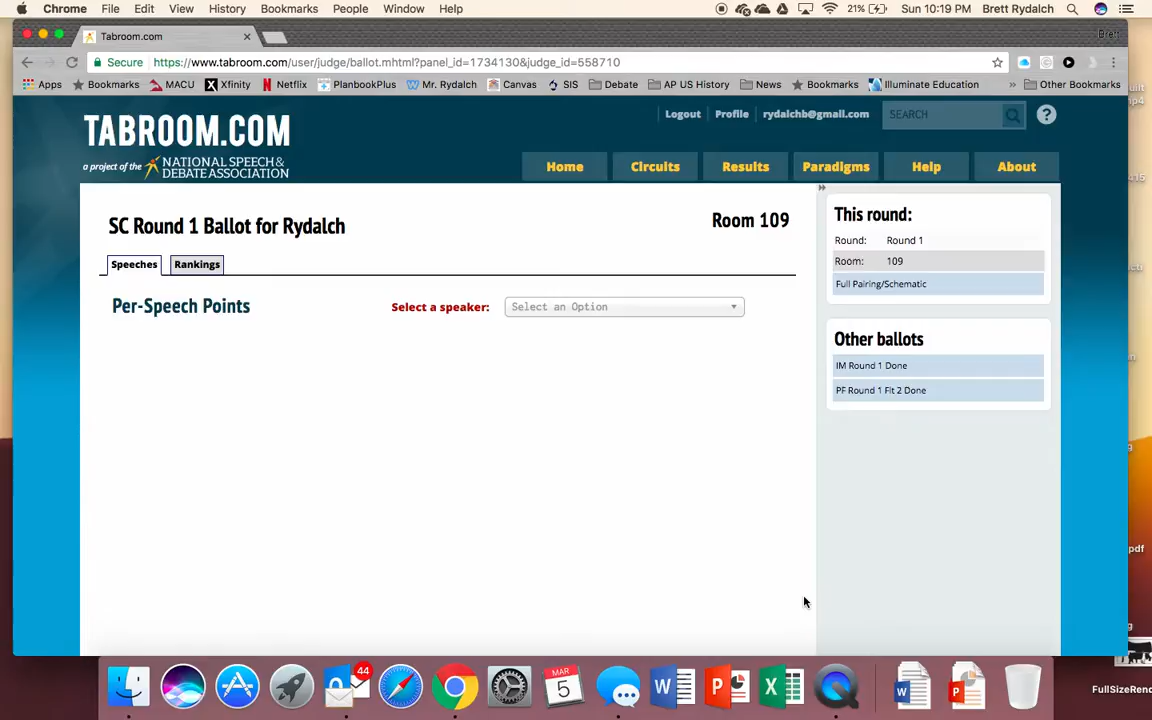 Chrome File Edit View History Bookmarks People Window Help 21% Sun 10:19 PM Brett Rydalch
Tabroom.com
Brett
Secure https://www.tabroom.com/user/judge/ballot.mhtml?panel_id=1734130&judge_id=558710
Apps Bookmarks MACU Xfinity Netflix PlanbookPlus Mr. Rydalch Canvas SIS Debate AP US History News Bookmarks Illuminate Education » Other Bookmarks
TABROOM.COM
a project of the NATIONAL SPEECH & DEBATE ASSOCIATION
Logout Profile rydalchb@gmail.com SEARCH ?
Home Circuits Results Paradigms Help About
SC Round 1 Ballot for Rydalch
Room 109
Speeches Rankings
Per-Speech Points
Select a speaker: Select an Option
This round:
Round: Round 1
Room: 109
Full Pairing/Schematic
Other ballots
IM Round 1 Done
PF Round 1 Flt 2 Done
pdf
44
MAR
5
FullSizeRend